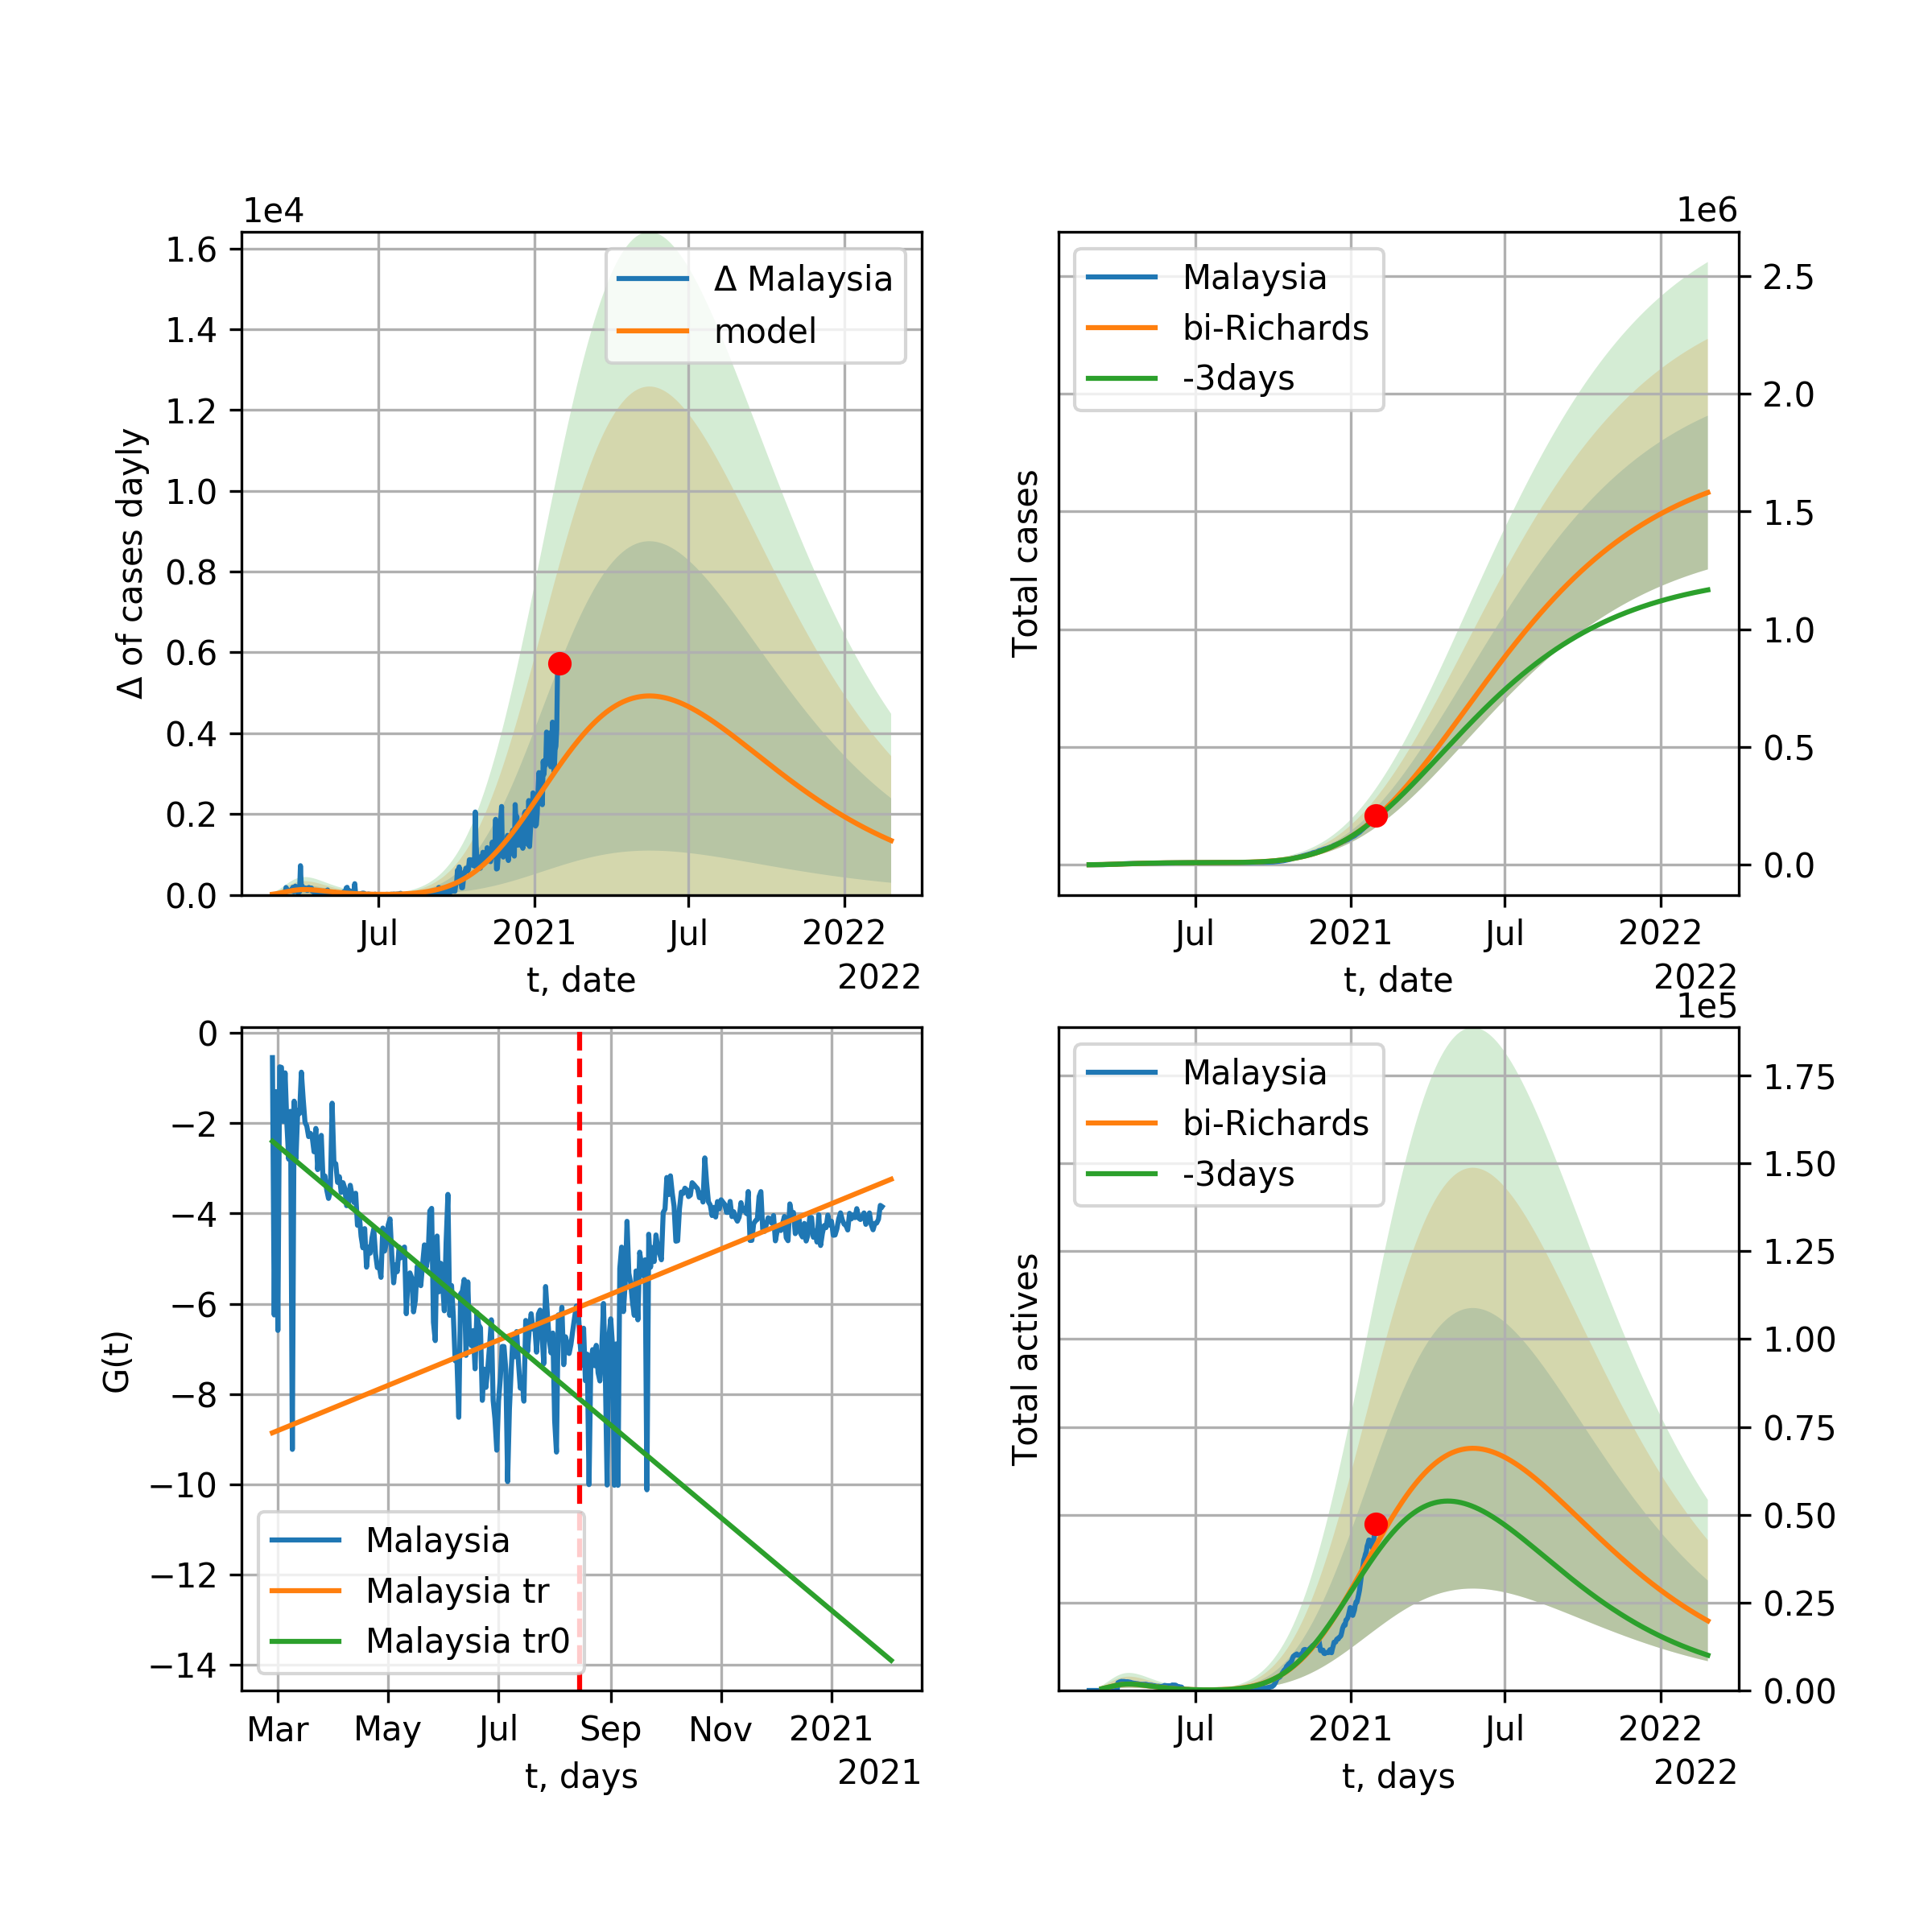 1e4
1.6
1.4
1.2
1.0
0.8
0.6
0.4
0.2
0.0
Δ of cases dayly
Δ Malaysia
model
Jul
2021
Jul
2022
t, date
2022
1e6
Malaysia
bi-Richards
-3days
2.5
2.0
1.5
1.0
0.5
0.0
Total cases
Jul
2021
Jul
2022
t, date
2022
0
−2
−4
−6
−8
−10
−12
−14
G(t)
Malaysia
Malaysia tr
Malaysia tr0
Mar
May
Jul
Sep
Nov
2021
t, days
2021
1e5
Malaysia
bi-Richards
-3days
1.75
1.50
1.25
1.00
0.75
0.50
0.25
0.00
Total actives
Jul
2021
Jul
2022
t, days
2022